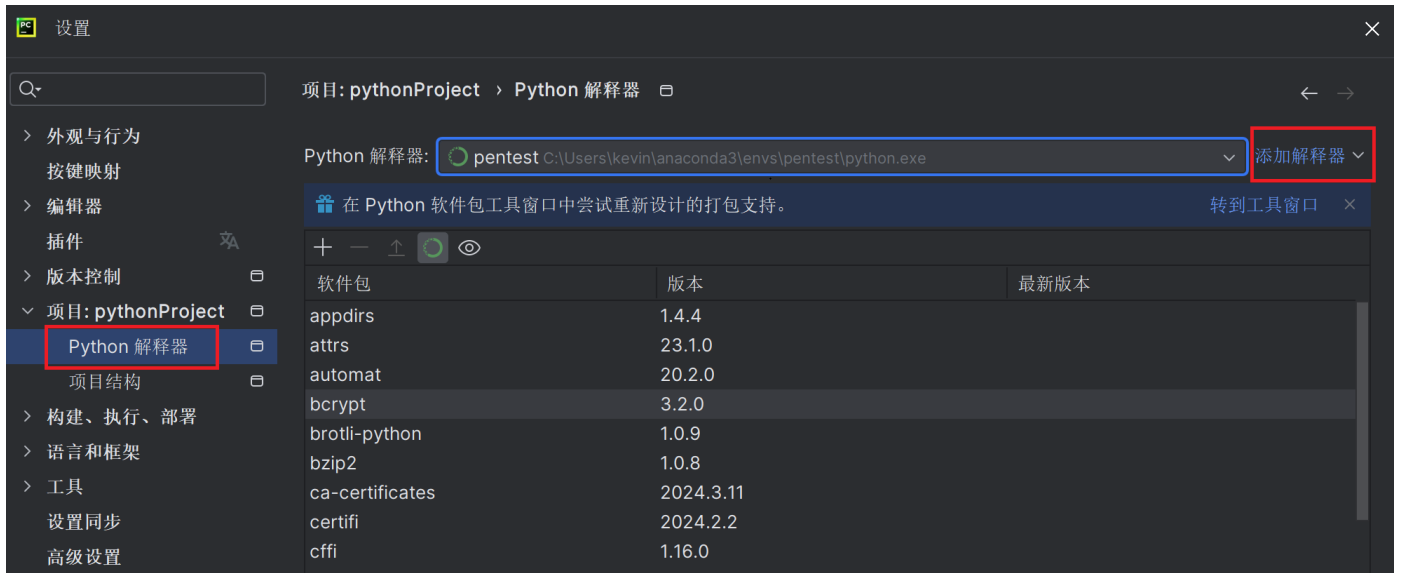 设置
项目: pythonProject › Python 解释器
外观与行为
按键映射
编辑器
插件
版本控制
项目: pythonProject
Python 解释器
项目结构
构建、执行、部署
语言和框架
工具
设置同步
高级设置
Python 解释器: pentest C:\Users\kevin\anaconda3\envs\pentest\python.exe 添加解释器
在 Python 软件包工具窗口中尝试重新设计的打包支持。 转到工具窗口
软件包 版本 最新版本
appdirs 1.4.4
attrs 23.1.0
automat 20.2.0
bcrypt 3.2.0
brotli-python 1.0.9
bzip2 1.0.8
ca-certificates 2024.3.11
certifi 2024.2.2
cffi 1.16.0